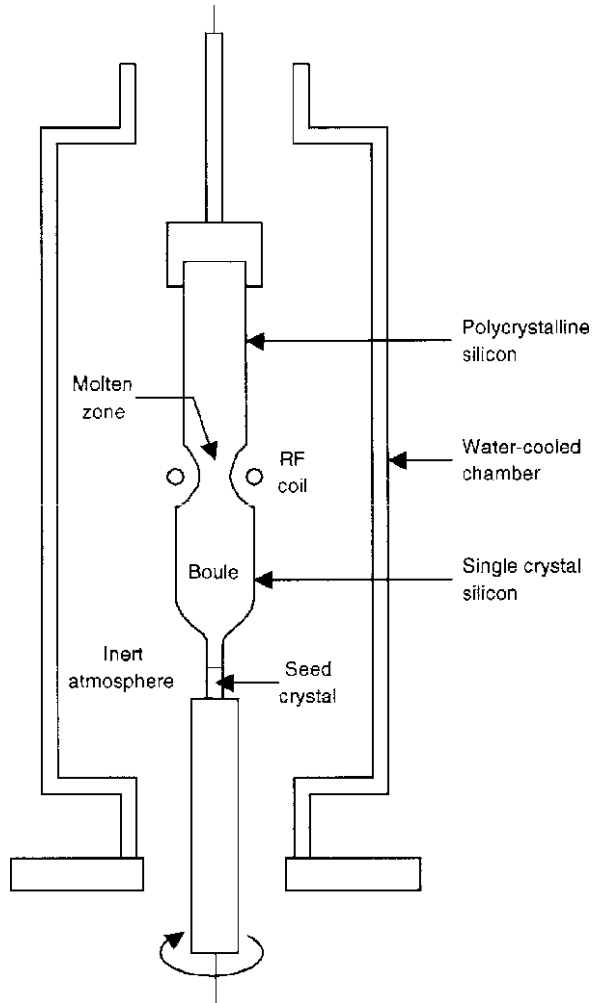 Polycrystalline
silicon
Molten
zone
RF
coil
Water-cooled
chamber
Boule
Single crystal
silicon
Inert
atmosphere
Seed
crystal